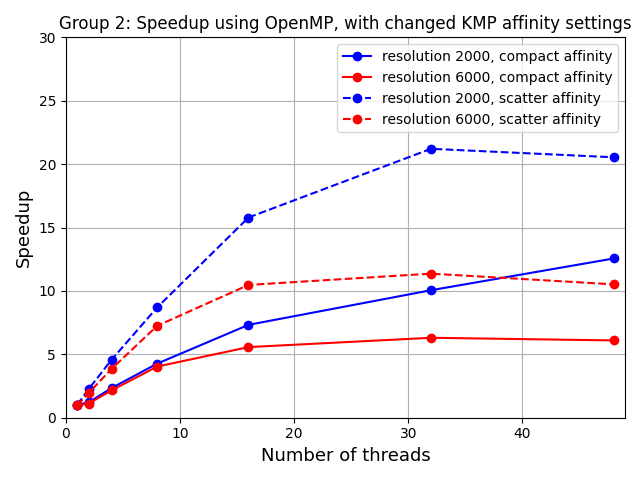 Group 2: Speedup using OpenMP, with changed KMP affinity settings
30
25
20
15
10
5
0
Speedup
resolution 2000, compact affinity
resolution 6000, compact affinity
resolution 2000, scatter affinity
resolution 6000, scatter affinity
0 10 20 30 40
Number of threads